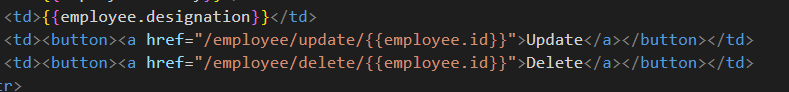 <td>{{employee.designation}}</td>
<td><button><a href="/employee/update/{{employee.id}}">Update</a></button></td>
<td><button><a href="/employee/delete/{{employee.id}}">Delete</a></button></td>
tr>